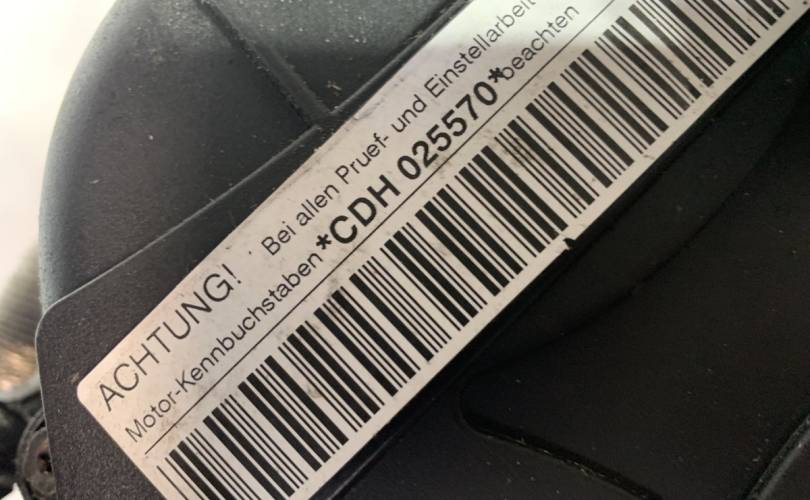 ACHTUNG! Bei allen Pruef- und Einstellarbeit
Motor-Kennbuchstaben *CDH 025570* beachten